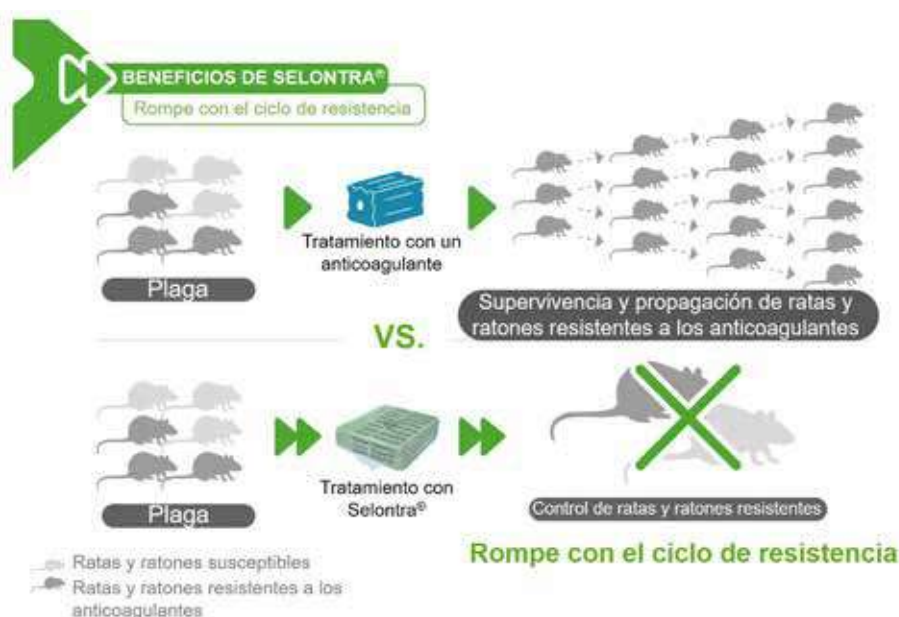 BENEFICIOS DE SELONTRA®
Rompe con el ciclo de resistencia
Tratamiento con un
anticoagulante
Plaga
Supervivencia y propagación de ratas y
ratones resistentes a los anticoagulantes
VS.
Tratamiento con
Selontra®
Plaga
Control de ratas y ratones resistentes
Rompe con el ciclo de resistencia
Ratas y ratones susceptibles
Ratas y ratones resistentes a los
anticoagulantes